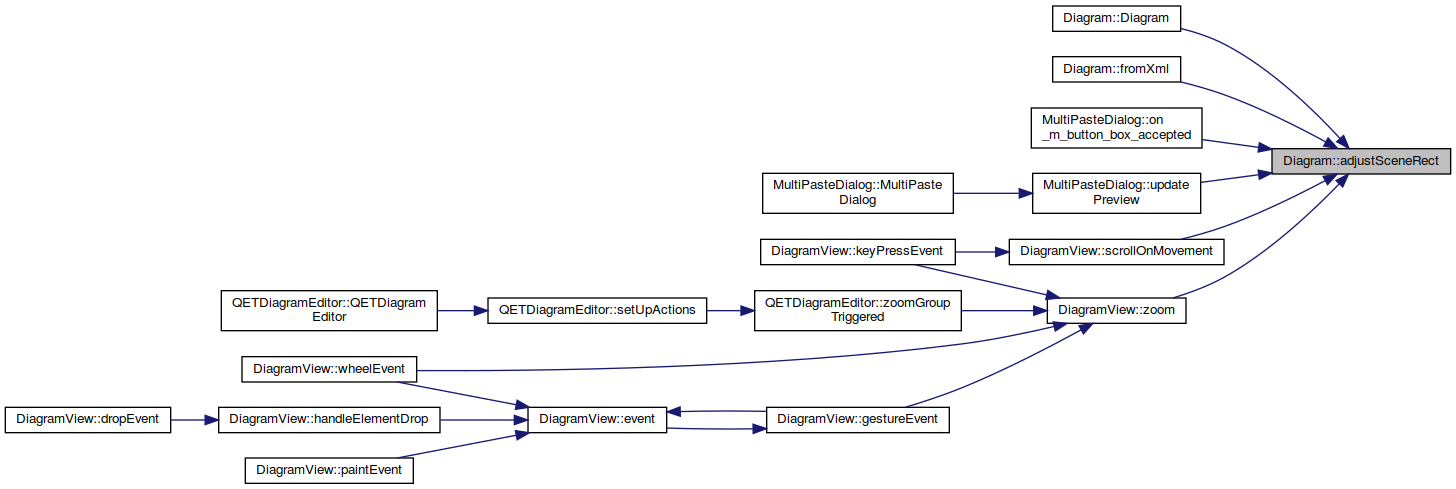 Diagram::Diagram
Diagram::fromXml
MultiPasteDialog::on
_m_button_box_accepted
Diagram::adjustSceneRect
MultiPasteDialog::MultiPaste
Dialog
MultiPasteDialog::update
Preview
DiagramView::keyPressEvent
DiagramView::scrollOnMovement
QETDiagramEditor::QETDiagram
Editor
QETDiagramEditor::setUpActions
QETDiagramEditor::zoomGroup
Triggered
DiagramView::zoom
DiagramView::wheelEvent
DiagramView::dropEvent
DiagramView::handleElementDrop
DiagramView::event
DiagramView::gestureEvent
DiagramView::paintEvent